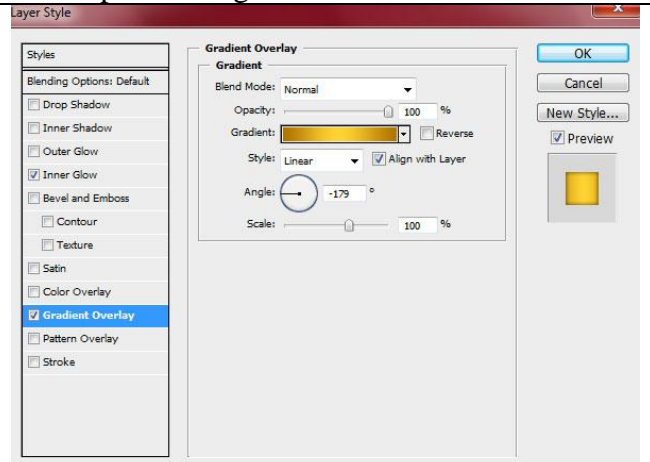 Layer Style
X
Styles
Blending Options: Default
Drop Shadow
Inner Shadow
Outer Glow
Inner Glow
Bevel and Emboss
Contour
Texture
Satin
Color Overlay
Gradient Overlay
Pattern Overlay
Stroke
Gradient Overlay
Gradient
Blend Mode: Normal
Opacity: 100 %
Gradient: Reverse
Style: Linear Align with Layer
Angle: -179 °
Scale: 100 %
OK
Cancel
New Style...
Preview